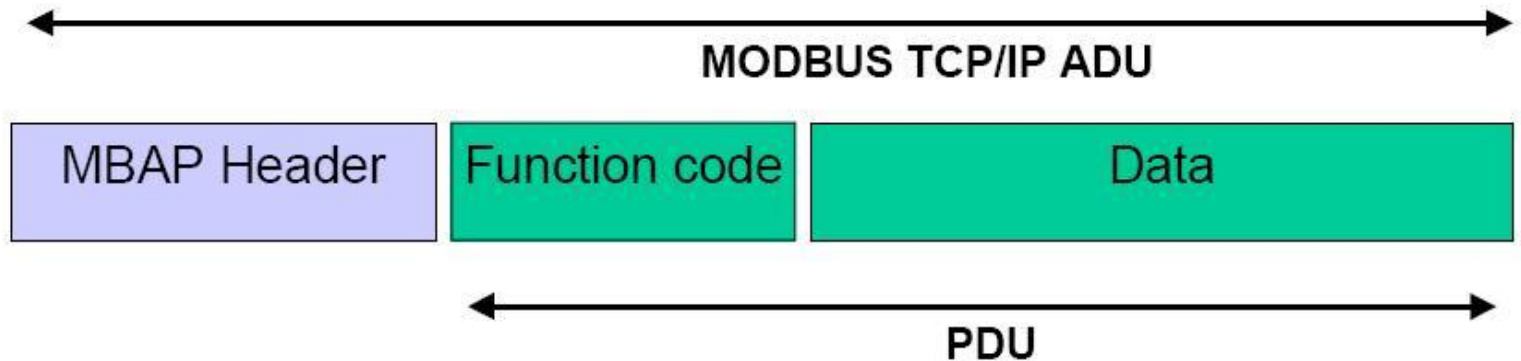 MODBUS TCP/IP ADU
MBAP Header
Function code
Data
PDU